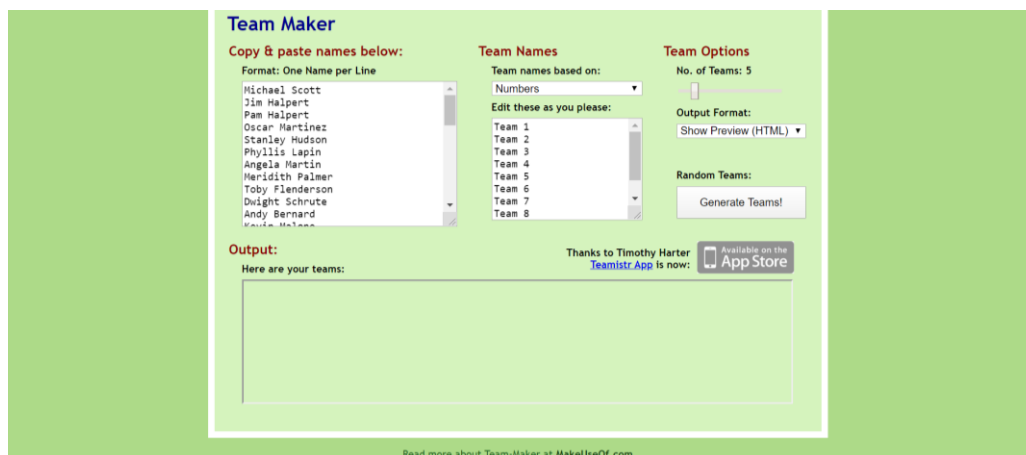 Team Maker
Copy & paste names below:
Format: One Name per Line
Michael Scott
Jim Halpert
Pam Halpert
Oscar Martinez
Stanley Hudson
Phyllis Lapin
Angela Martin
Meridith Palmer
Toby Flenderson
Dwight Schrute
Andy Bernard
Kevin Malone
Team Names
Team names based on:
Numbers
Edit these as you please:
Team 1
Team 2
Team 3
Team 4
Team 5
Team 6
Team 7
Team 8
Team Options
No. of Teams: 5
Output Format:
Show Preview (HTML)
Random Teams:
Generate Teams!
Output:
Here are your teams:
Thanks to Timothy Harter
Teamistr App is now:
Available on the
App Store
Read more about Team-Maker at MakeUseOf.com